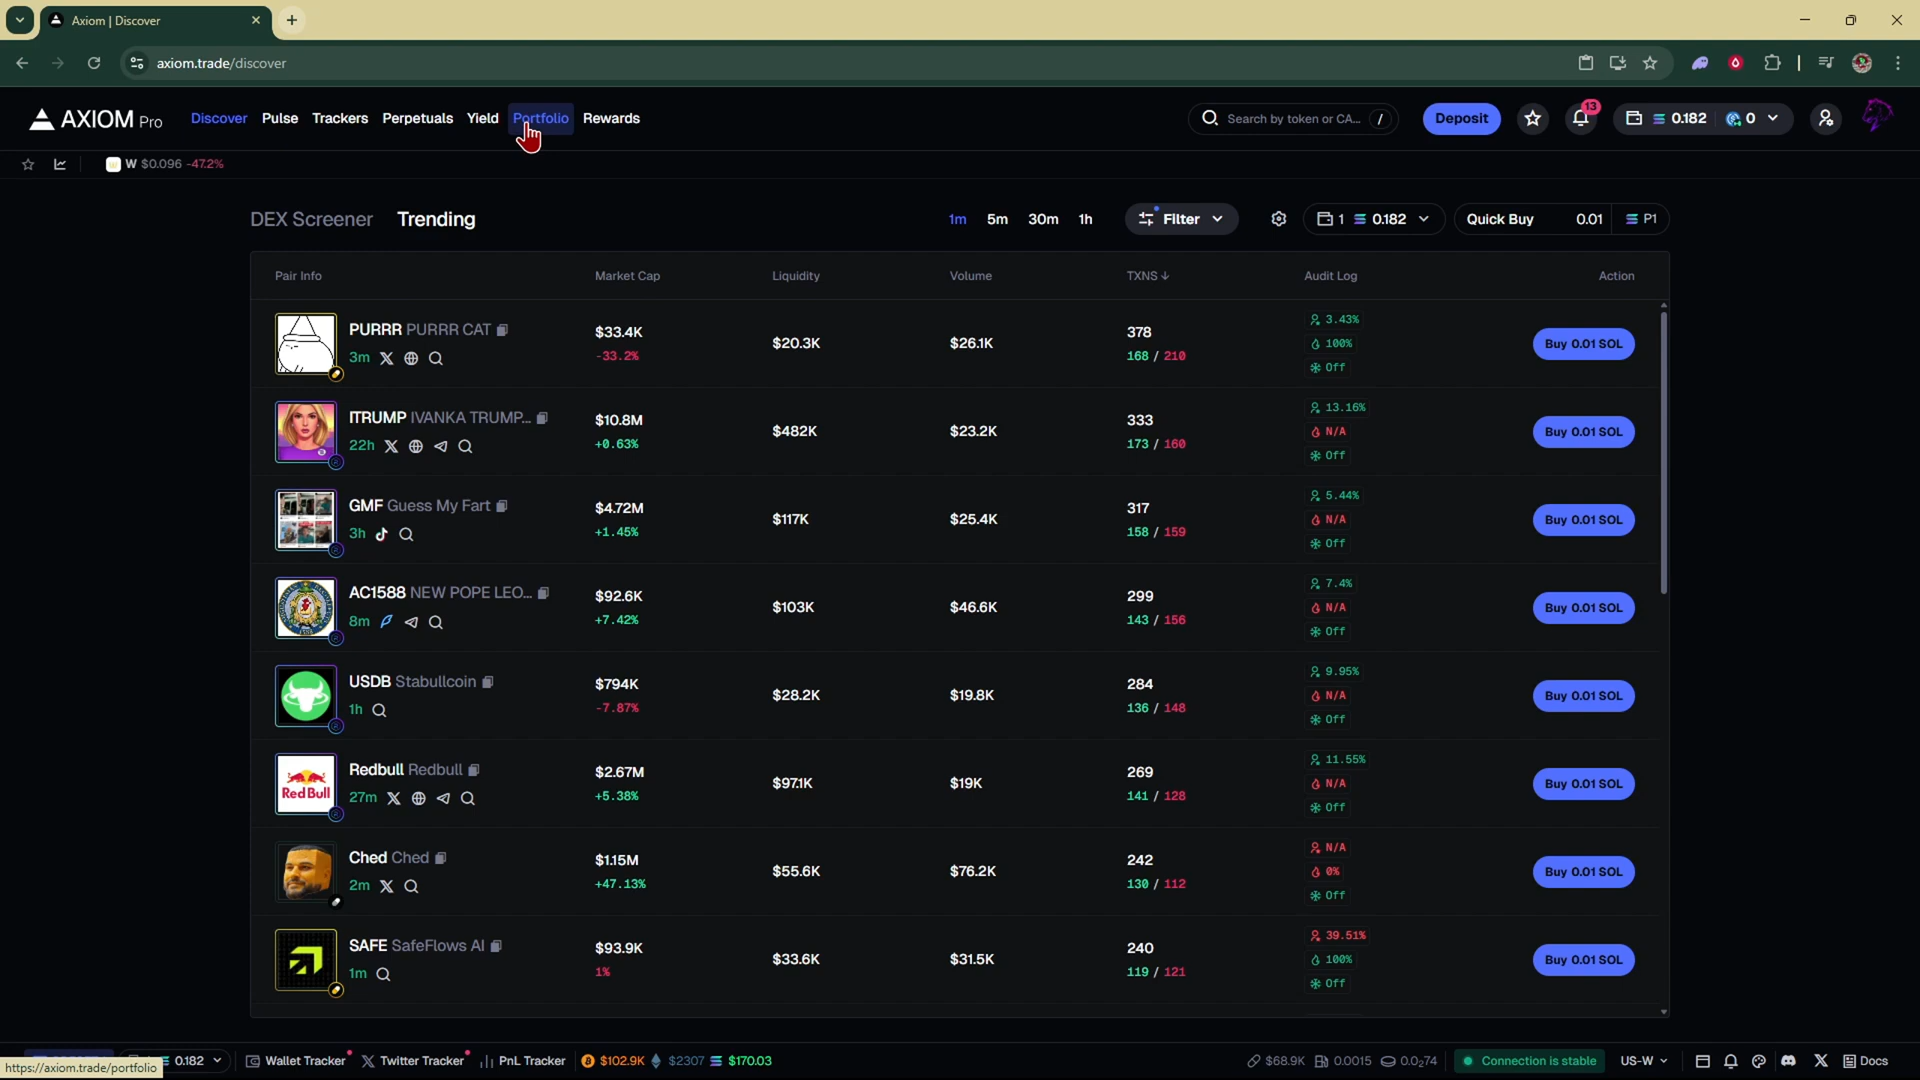 Axiom | Discover
axiom.trade/discover
AXIOM Pro Discover Pulse Trackers Perpetuals Yield Portfolio Rewards Search by token or CA... / Deposit 13 0.182 0
W $0.096 -47.2%
DEX Screener Trending 1m 5m 30m 1h Filter 1 0.182 Quick Buy 0.01 P1
Pair Info Market Cap Liquidity Volume TXNS ↓ Audit Log Action
PURRR PURRR CAT $33.4K $20.3K $26.1K 378 3.43% Buy 0.01 SOL
3m -33.2% 168 / 210 100%
Off
ITRUMP IVANKA TRUMP... $10.8M $482K $23.2K 333 13.16% Buy 0.01 SOL
22h +0.63% 173 / 160 N/A
Off
GMF Guess My Fart $4.72M $117K $25.4K 317 5.44% Buy 0.01 SOL
3h +1.45% 158 / 159 N/A
Off
AC1588 NEW POPE LEO... $92.6K $103K $46.6K 299 7.4% Buy 0.01 SOL
8m +7.42% 143 / 156 N/A
Off
USDB Stabullcoin $794K $28.2K $19.8K 284 9.95% Buy 0.01 SOL
1h -7.87% 136 / 148 N/A
Off
Red Bull Redbull Redbull $2.67M $97.1K $19K 269 11.55% Buy 0.01 SOL
27m +5.38% 141 / 128 N/A
Off
Ched Ched $1.15M $55.6K $76.2K 242 N/A Buy 0.01 SOL
2m +47.13% 130 / 112 0%
Off
SAFE SafeFlows AI $93.9K $33.6K $31.5K 240 39.51% Buy 0.01 SOL
1m 1% 119 / 121 100%
Off
0.182 Wallet Tracker Twitter Tracker PnL Tracker $102.9K $2307 $170.03 $68.9K 0.0015 0.0₂74 Connection is stable US-W Docs
https://axiom.trade/portfolio